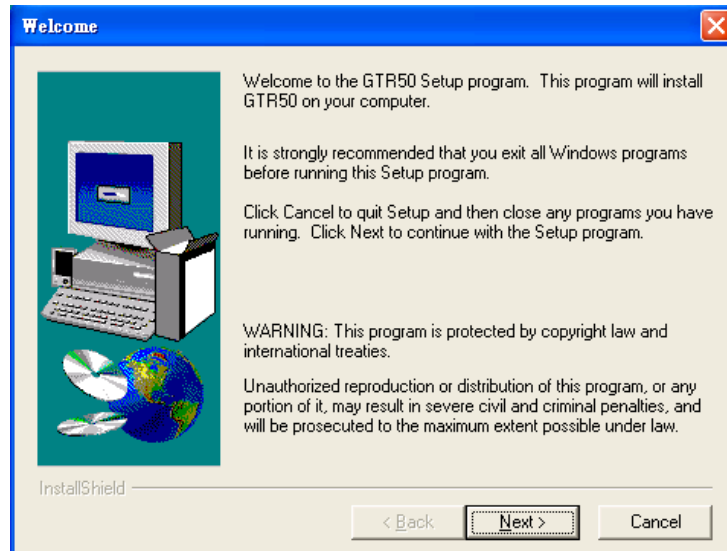 Welcome
Welcome to the GTR50 Setup program. This program will install
GTR50 on your computer.
It is strongly recommended that you exit all Windows programs
before running this Setup program.
Click Cancel to quit Setup and then close any programs you have
running. Click Next to continue with the Setup program.
WARNING: This program is protected by copyright law and
international treaties.
Unauthorized reproduction or distribution of this program, or any
portion of it, may result in severe civil and criminal penalties, and
will be prosecuted to the maximum extent possible under law.
InstallShield
< Back
Next >
Cancel